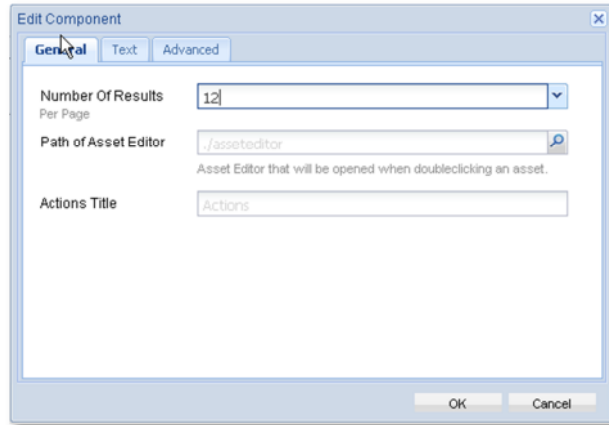 Edit Component
General Text Advanced
Number Of Results 12
Per Page
Path of Asset Editor ./asseteditor
Asset Editor that will be opened when doubleclicking an asset.
Actions Title Actions
OK Cancel